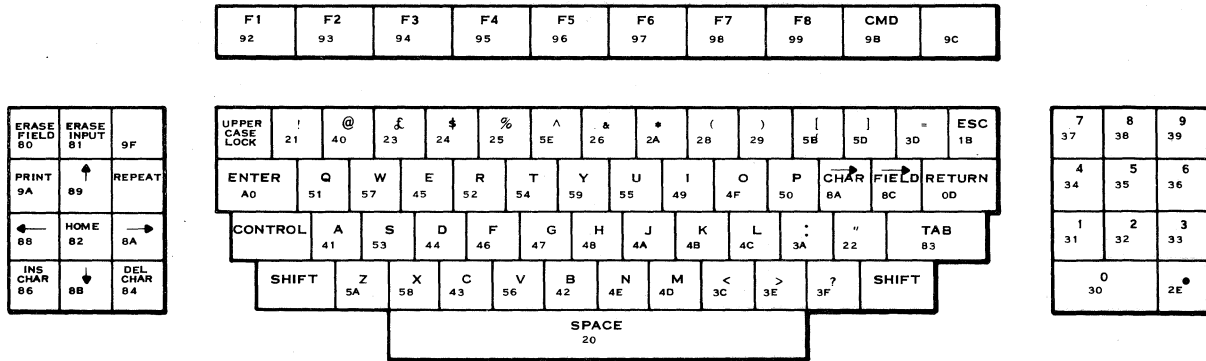 F1 F2 F3 F4 F5 F6 F7 F8 CMD
92 93 94 95 96 97 98 99 9B 9C
ERASE FIELD 80 ERASE INPUT 81 9F
PRINT 9A 89 REPEAT
88 HOME 82 8A
INS CHAR 86 8B DEL CHAR 84
UPPER CASE LOCK ! @ £ $ % ^ & * ( ) [ ] = ESC
21 40 23 24 25 5E 26 2A 28 29 5B 5D 3D 1B
ENTER Q W E R T Y U I O P CHAR FIELD RETURN
A0 51 57 45 52 54 59 55 49 4F 50 8A 8C 0D
CONTROL A S D F G H J K L : " TAB
41 53 44 46 47 48 4A 4B 4C 3A 22 83
SHIFT Z X C V B N M < > ? SHIFT
5A 58 43 56 42 4E 4D 3C 3E 3F
SPACE
20
7 8 9
37 38 39
4 5 6
34 35 36
1 2 3
31 32 33
0 •
30 2E